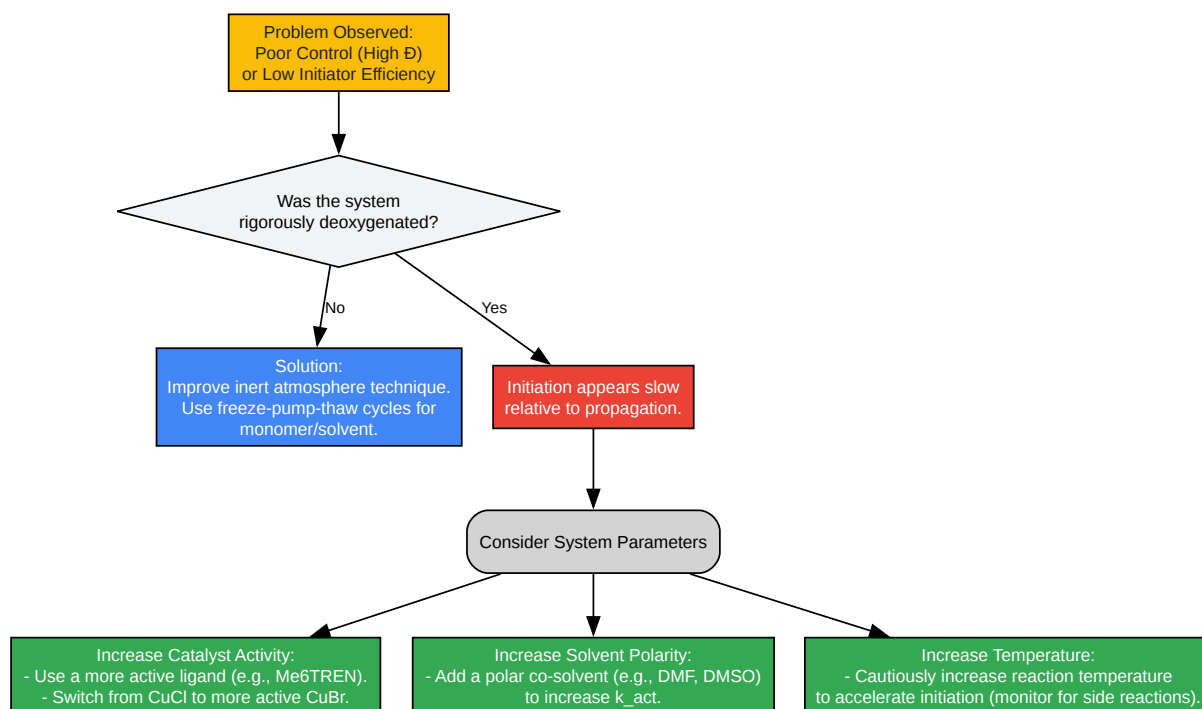 Problem Observed:
Poor Control (High Đ)
or Low Initiator Efficiency
Was the system
rigorously deoxygenated?
No
Yes
Solution:
Improve inert atmosphere technique.
Use freeze-pump-thaw cycles for
monomer/solvent.
Initiation appears slow
relative to propagation.
Consider System Parameters
Increase Catalyst Activity:
- Use a more active ligand (e.g., Me6TREN).
- Switch from CuCl to more active CuBr.
Increase Solvent Polarity:
- Add a polar co-solvent (e.g., DMF, DMSO)
to increase k_act.
Increase Temperature:
- Cautiously increase reaction temperature
to accelerate initiation (monitor for side reactions).